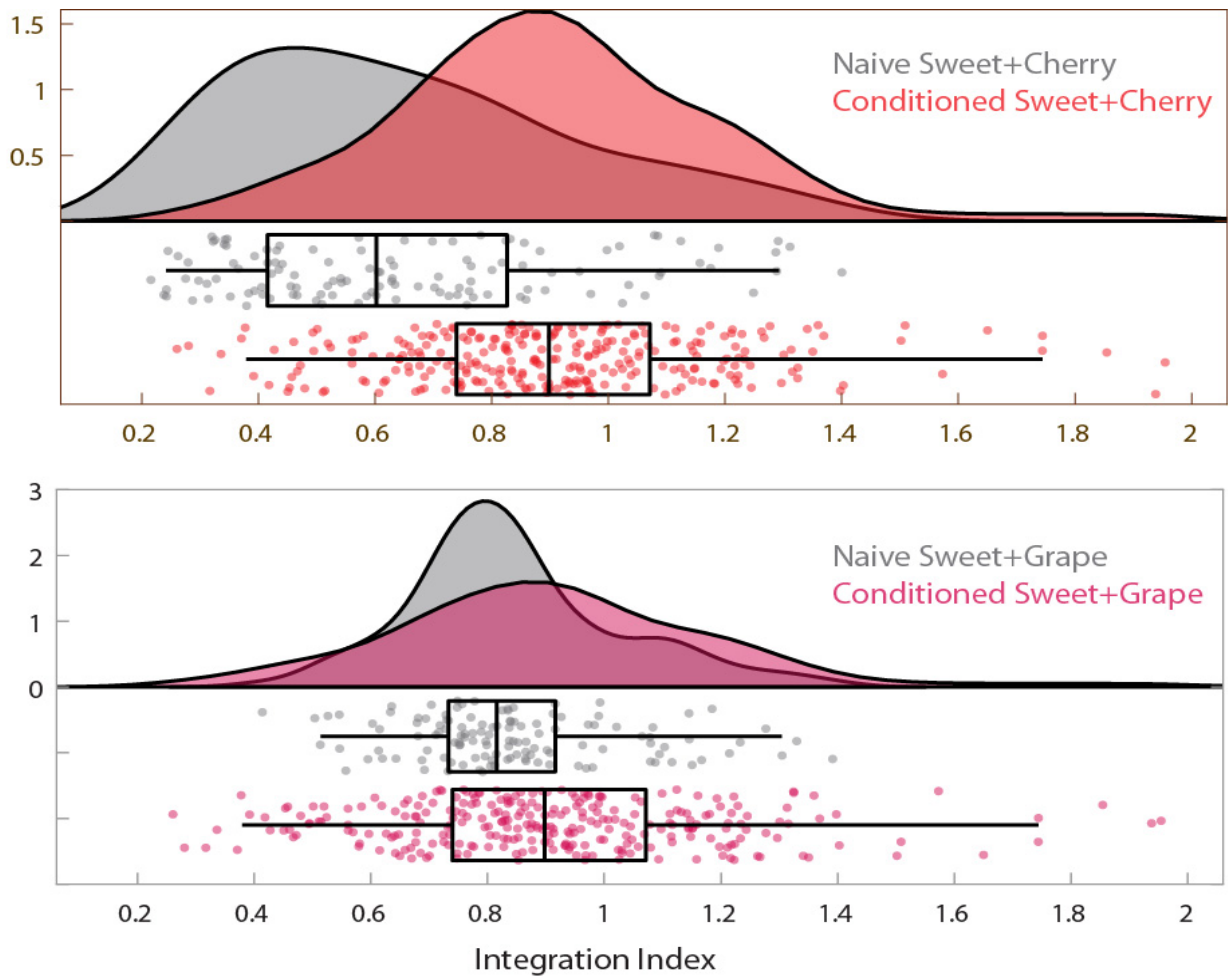 1.5
1
0.5
Naive Sweet+Cherry
Conditioned Sweet+Cherry
0.2 0.4 0.6 0.8 1 1.2 1.4 1.6 1.8 2
3
2
1
0
Naive Sweet+Grape
Conditioned Sweet+Grape
0.2 0.4 0.6 0.8 1 1.2 1.4 1.6 1.8 2
Integration Index